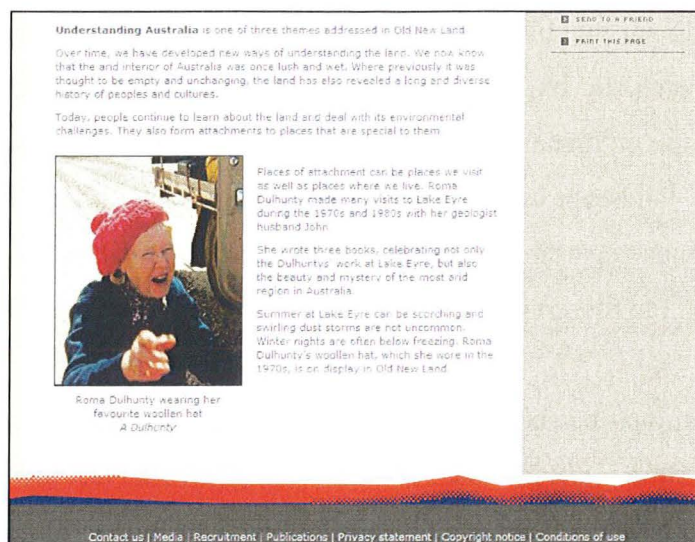 Understanding Australia is one of three themes addressed in Old New Land
Over time, we have developed new ways of understanding the land. We now know
that the arid interior of Australia was once lush and wet. Where previously it was
thought to be empty and unchanging, the land has also revealed a long and diverse
history of peoples and cultures.
Today, people continue to learn about the land and deal with its environmental
challenges. They also form attachments to places that are special to them
Places of attachment can be places we visit
as well as places where we live. Roma
Dulhunty made many visits to Lake Eyre
during the 1970s and 1980s with her geologist
husband John
She wrote three books, celebrating not only
the Dulhuntys' work at Lake Eyre, but also
the beauty and mystery of the most arid
region in Australia.
Summer at Lake Eyre can be scorching and
swirling dust storms are not uncommon.
Winter nights are often below freezing. Roma
Dulhunty's woollen hat, which she wore in the
1970s, is on display in Old New Land
Roma Dulhunty wearing her
favourite woollen hat
A Dulhunty
SEND TO A FRIEND
PRINT THIS PAGE
Contact us | Media | Recruitment | Publications | Privacy statement | Copyright notice | Conditions of use